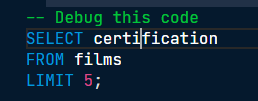 -- Debug this code
SELECT certification
FROM films
LIMIT 5;